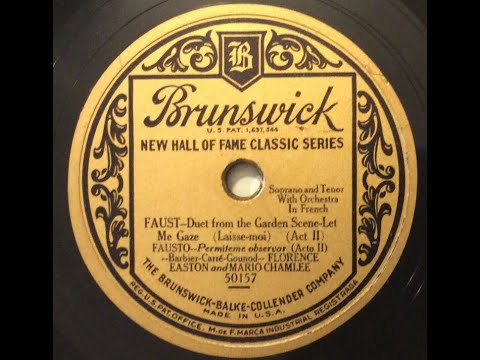 B
Brunswick
U.S. PAT. 1,637,544
NEW HALL OF FAME CLASSIC SERIES
Soprano and Tenor
With Orchestra
In French
FAUST--Duet from the Garden Scene-Let
Me Gaze (Laisse-moi) (Act II)
FAUSTO--Permiteme observar (Acto II)
--Barbier-Carré-Gounod-- FLORENCE
EASTON and MARIO CHAMLEE
50157
THE BRUNSWICK-BALKE-COLLENDER COMPANY
MADE IN U.S.A.
REG. U.S. PAT. OFFICE, M. DE F. MARCA INDUSTRIAL REGISTRADA